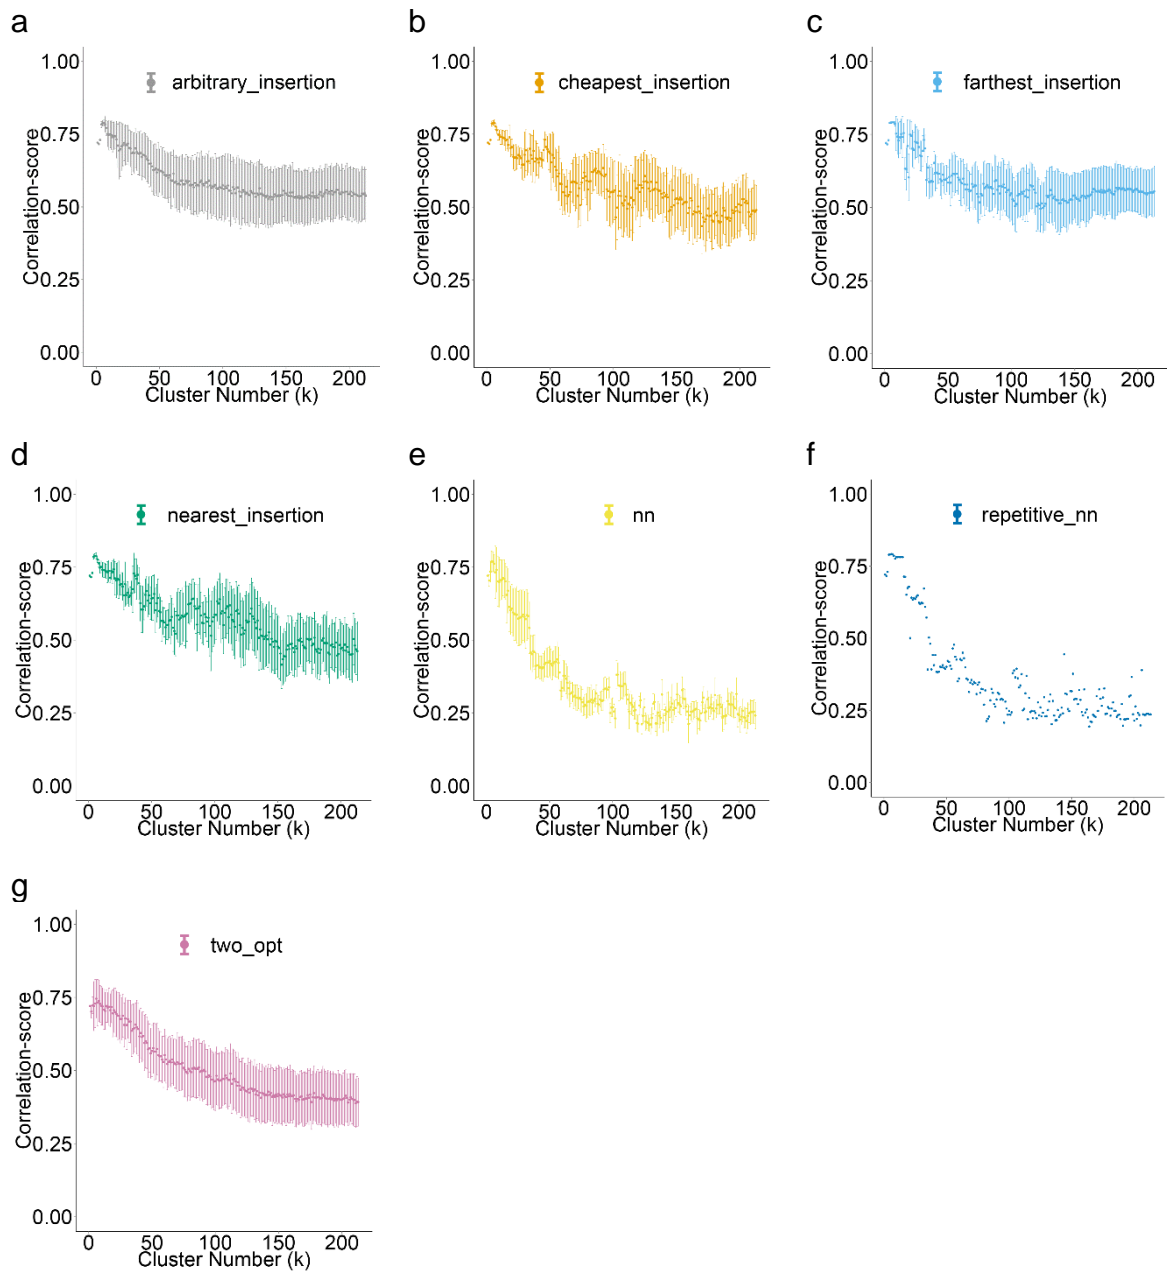 a
1.00
0.75
0.50
0.25
0.00
Correlation-score
arbitrary_insertion
0 50 100 150 200
Cluster Number (k)
b
1.00
0.75
0.50
0.25
0.00
Correlation-score
cheapest_insertion
0 50 100 150 200
Cluster Number (k)
c
1.00
0.75
0.50
0.25
0.00
Correlation-score
farthest_insertion
0 50 100 150 200
Cluster Number (k)
d
1.00
0.75
0.50
0.25
0.00
Correlation-score
nearest_insertion
0 50 100 150 200
Cluster Number (k)
e
1.00
0.75
0.50
0.25
0.00
Correlation-score
nn
0 50 100 150 200
Cluster Number (k)
f
1.00
0.75
0.50
0.25
0.00
Correlation-score
repetitive_nn
0 50 100 150 200
Cluster Number (k)
g
1.00
0.75
0.50
0.25
0.00
Correlation-score
two_opt
0 50 100 150 200
Cluster Number (k)